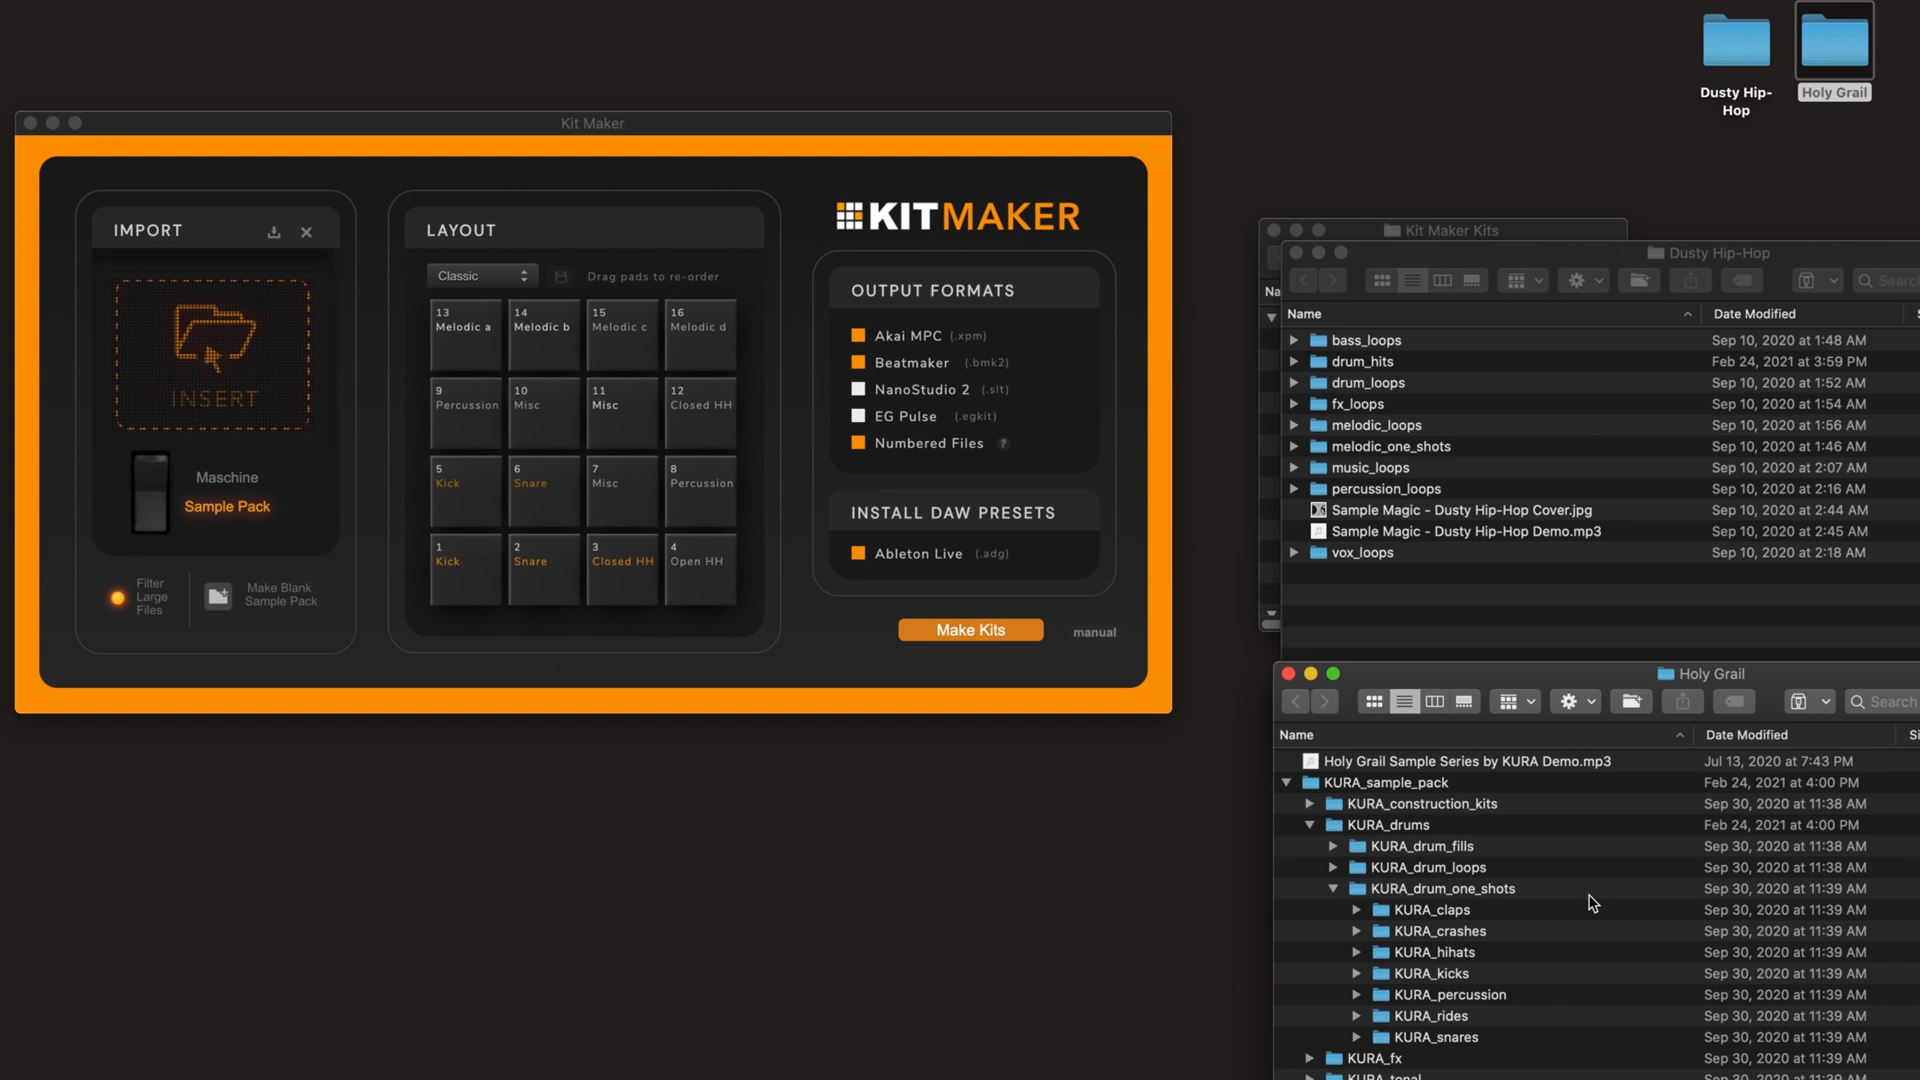 Dusty Hip-
Hop
Holy Grail
Kit Maker
IMPORT
INSERT
Maschine
Sample Pack
Filter
Large
Files
Make Blank
Sample Pack
LAYOUT
Classic
Drag pads to re-order
13
Melodic a
14
Melodic b
15
Melodic c
16
Melodic d
9
Percussion
10
Misc
11
Misc
12
Closed HH
5
Kick
6
Snare
7
Misc
8
Percussion
1
Kick
2
Snare
3
Closed HH
4
Open HH
KITMAKER
OUTPUT FORMATS
Akai MPC (.xpm)
Beatmaker (.bmk2)
NanoStudio 2 (.slt)
EG Pulse (.egkit)
Numbered Files ?
INSTALL DAW PRESETS
Ableton Live (.adg)
Make Kits
manual
Kit Maker Kits
Na
Dusty Hip-Hop
Search
Name Date Modified
bass_loops Sep 10, 2020 at 1:48 AM
drum_hits Feb 24, 2021 at 3:59 PM
drum_loops Sep 10, 2020 at 1:52 AM
fx_loops Sep 10, 2020 at 1:54 AM
melodic_loops Sep 10, 2020 at 1:56 AM
melodic_one_shots Sep 10, 2020 at 1:46 AM
music_loops Sep 10, 2020 at 2:07 AM
percussion_loops Sep 10, 2020 at 2:16 AM
Sample Magic - Dusty Hip-Hop Cover.jpg Sep 10, 2020 at 2:44 AM
Sample Magic - Dusty Hip-Hop Demo.mp3 Sep 10, 2020 at 2:45 AM
vox_loops Sep 10, 2020 at 2:18 AM
Holy Grail
Search
Name Date Modified Si
Holy Grail Sample Series by KURA Demo.mp3 Jul 13, 2020 at 7:43 PM
KURA_sample_pack Feb 24, 2021 at 4:00 PM
KURA_construction_kits Sep 30, 2020 at 11:38 AM
KURA_drums Feb 24, 2021 at 4:00 PM
KURA_drum_fills Sep 30, 2020 at 11:38 AM
KURA_drum_loops Sep 30, 2020 at 11:38 AM
KURA_drum_one_shots Sep 30, 2020 at 11:39 AM
KURA_claps Sep 30, 2020 at 11:39 AM
KURA_crashes Sep 30, 2020 at 11:39 AM
KURA_hihats Sep 30, 2020 at 11:39 AM
KURA_kicks Sep 30, 2020 at 11:39 AM
KURA_percussion Sep 30, 2020 at 11:39 AM
KURA_rides Sep 30, 2020 at 11:39 AM
KURA_snares Sep 30, 2020 at 11:39 AM
KURA_fx Sep 30, 2020 at 11:39 AM